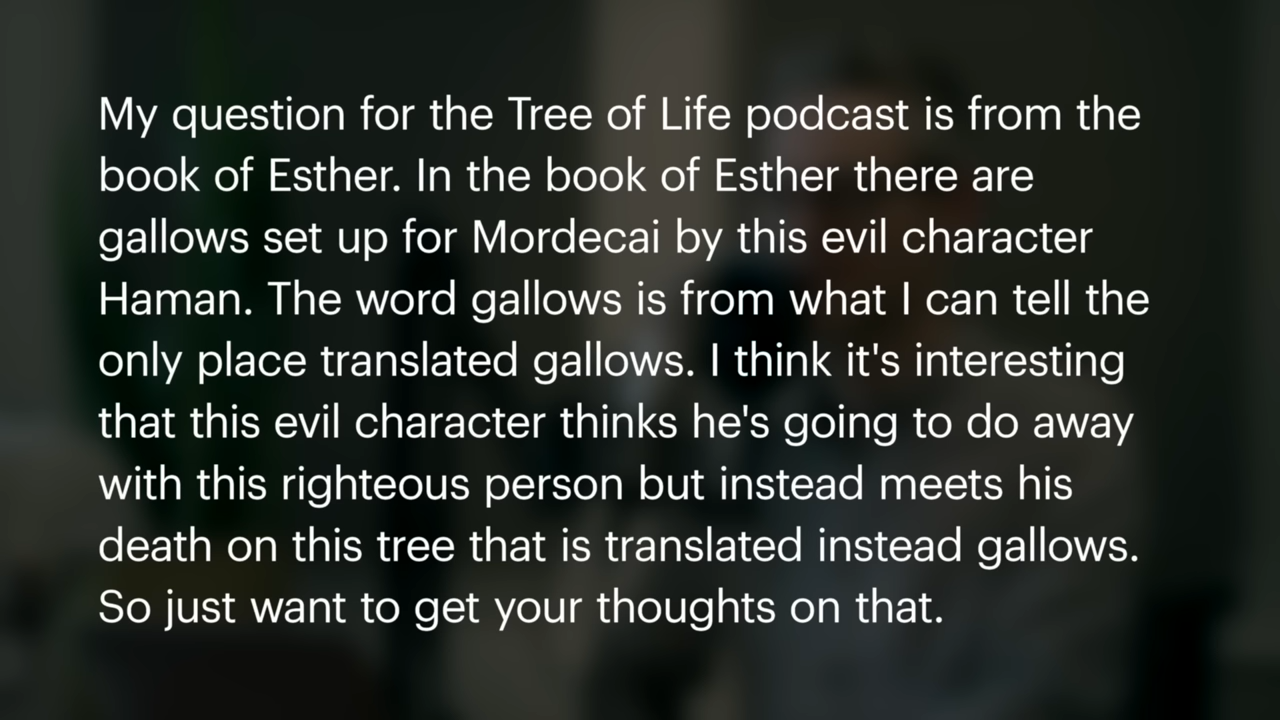 My question for the Tree of Life podcast is from the
book of Esther. In the book of Esther there are
gallows set up for Mordecai by this evil character
Haman. The word gallows is from what I can tell the
only place translated gallows. I think it's interesting
that this evil character thinks he's going to do away
with this righteous person but instead meets his
death on this tree that is translated instead gallows.
So just want to get your thoughts on that.